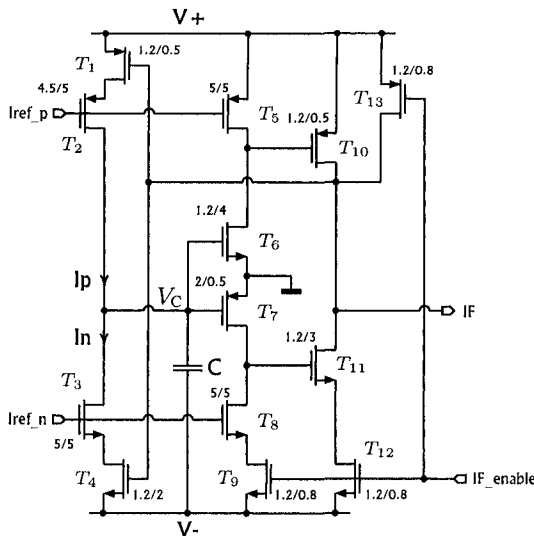 V+
1.2/0.5
T1
1.2/0.8
4.5/5
5/5
T13
Iref_p
T5
1.2/0.5
T2
T10
1.2/4
T6
Ip
2/0.5
VC
T7
IF
In
1.2/3
C
T11
T3
5/5
Iref_n
T8
T12
5/5
T4
T9
IF_enable
1.2/2
1.2/0.8
1.2/0.8
V-